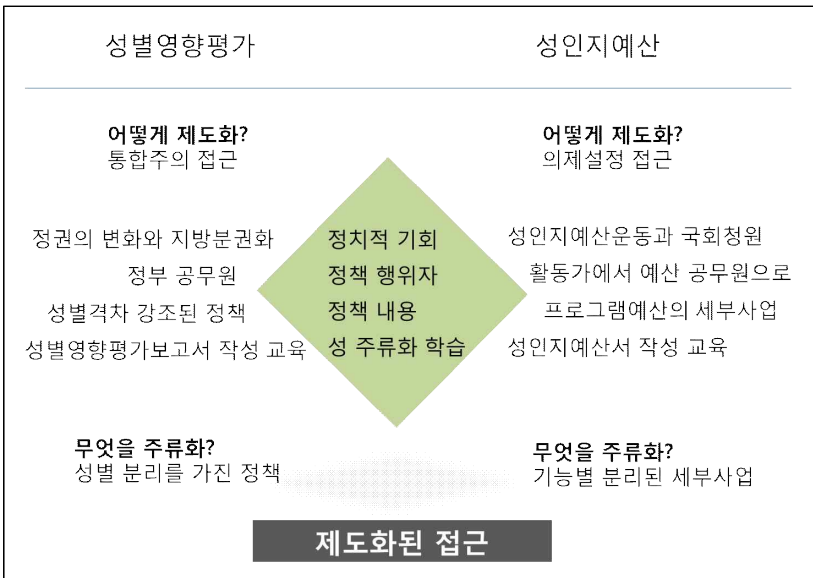 성별영향평가
성인지예산
어떻게 제도화?
통합주의 접근
어떻게 제도화?
의제설정 접근
정권의 변화와 지방분권화
정치적 기회
성인지예산운동과 국회청원
정부 공무원
정책 행위자
활동가에서 예산 공무원으로
성별격차 강조된 정책
정책 내용
프로그램예산의 세부사업
성별영향평가보고서 작성 교육
성 주류화 학습
성인지예산서 작성 교육
무엇을 주류화?
성별 분리를 가진 정책
무엇을 주류화?
기능별 분리된 세부사업
제도화된 접근